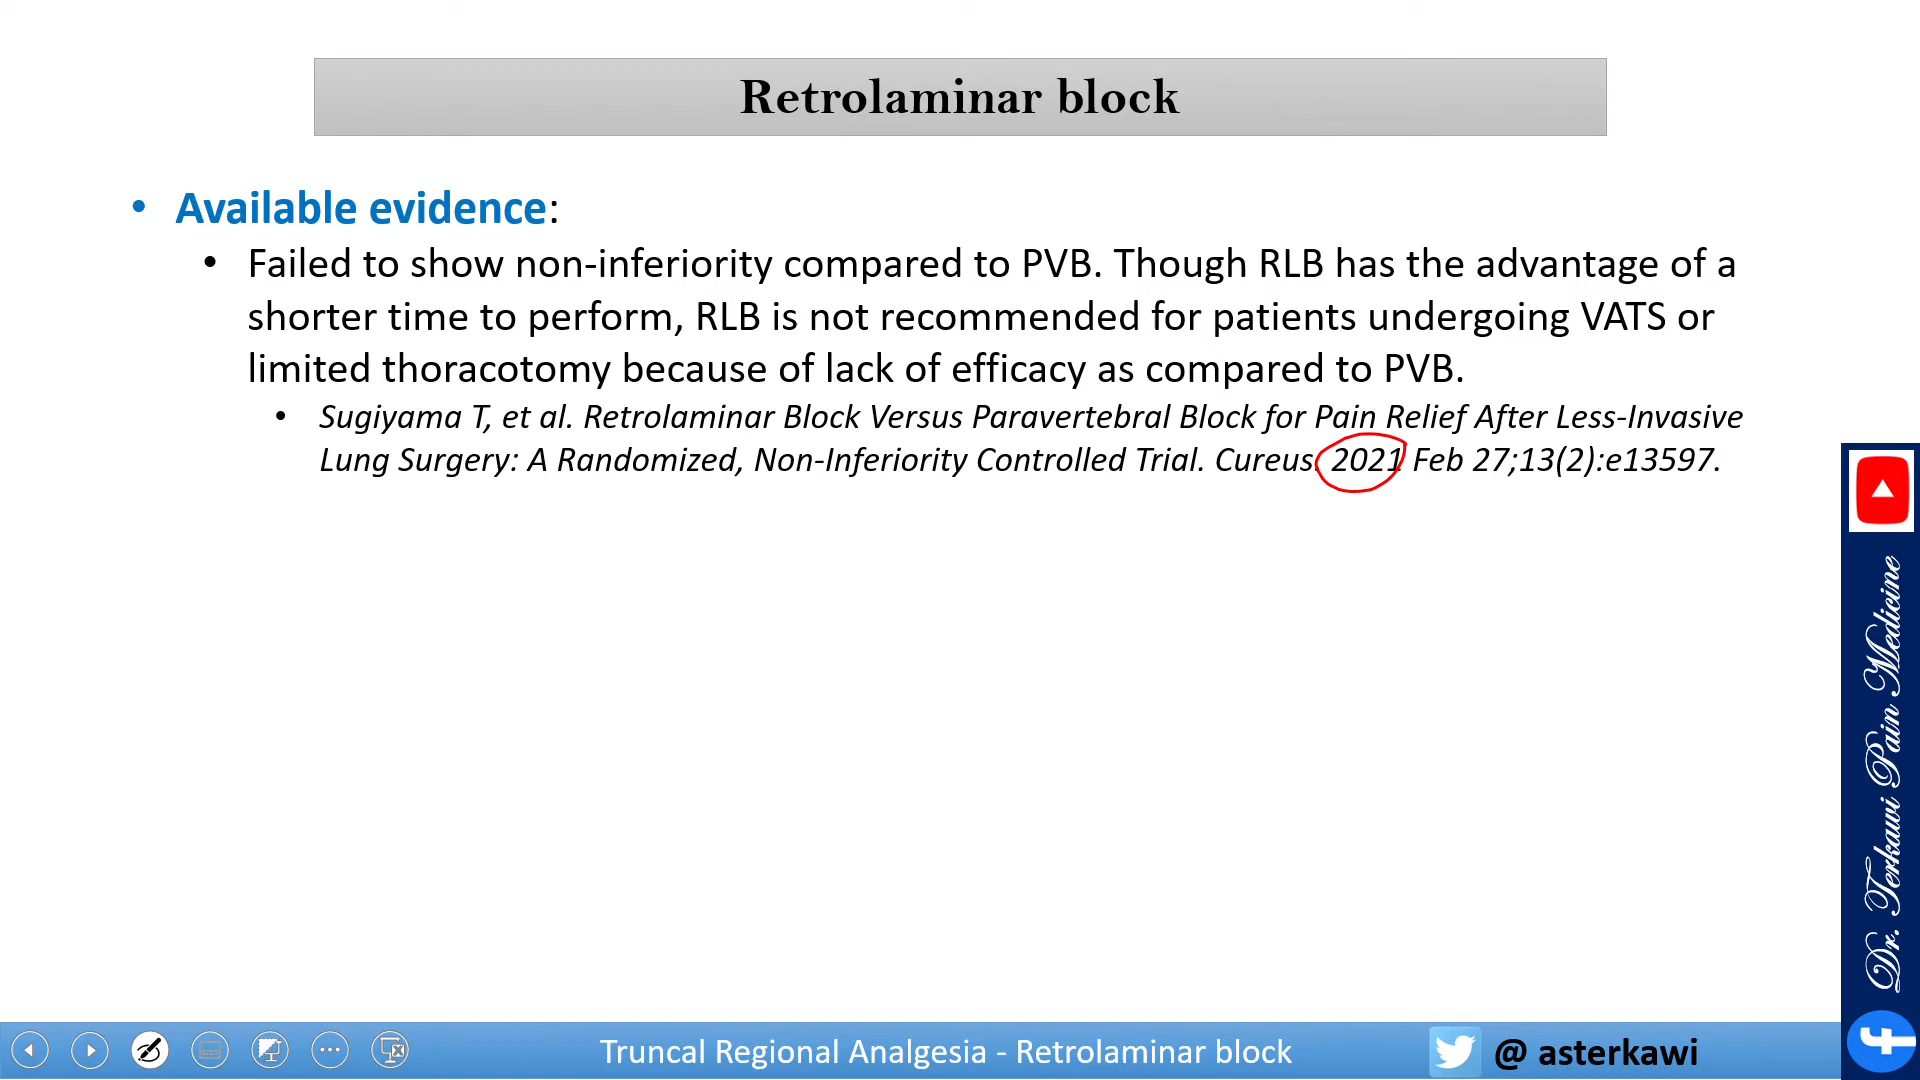 Retrolaminar block
• Available evidence:
• Failed to show non-inferiority compared to PVB. Though RLB has the advantage of a
shorter time to perform, RLB is not recommended for patients undergoing VATS or
limited thoracotomy because of lack of efficacy as compared to PVB.
• Sugiyama T, et al. Retrolaminar Block Versus Paravertebral Block for Pain Relief After Less-Invasive
Lung Surgery: A Randomized, Non-Inferiority Controlled Trial. Cureus. 2021 Feb 27;13(2):e13597.
Dr. Terkawi Pain Medicine
Truncal Regional Analgesia - Retrolaminar block
@ asterkawi